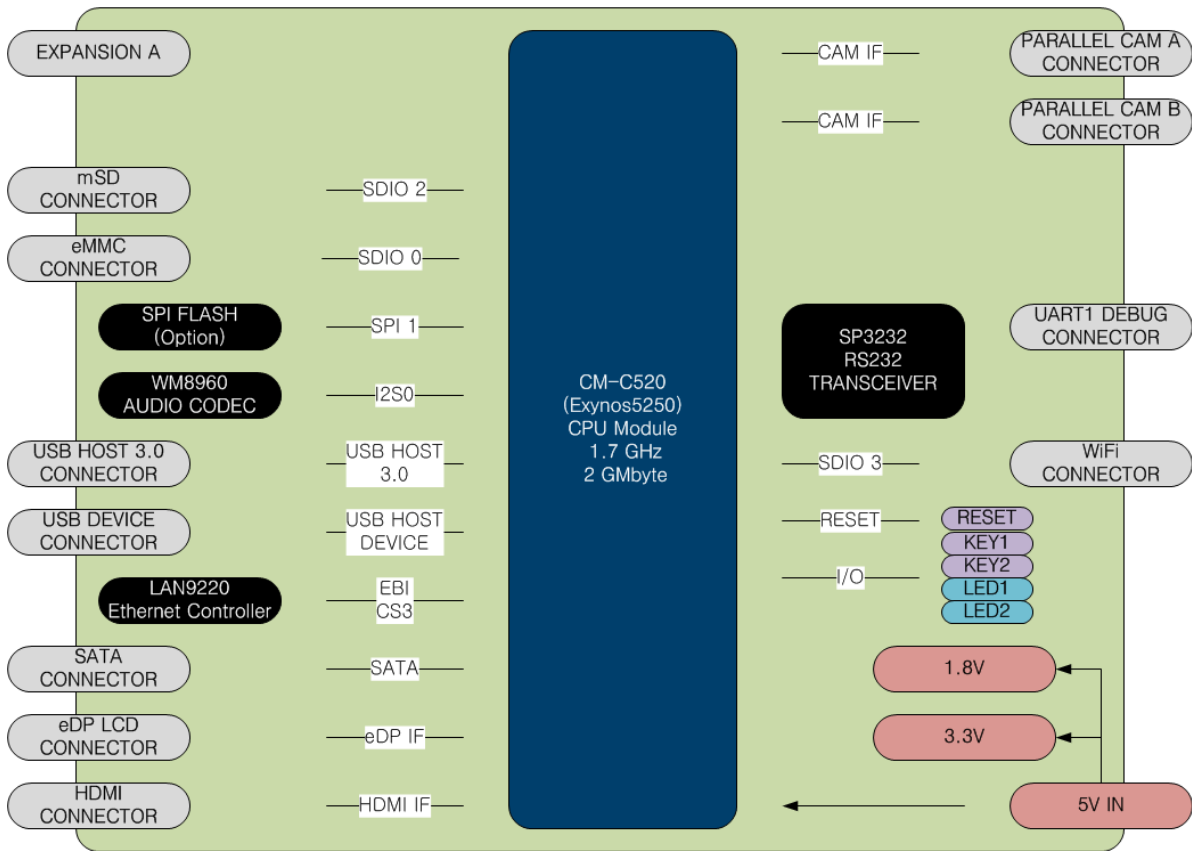 EXPANSION A
CAM IF
PARALLEL CAM A
CONNECTOR
CAM IF
PARALLEL CAM B
CONNECTOR
mSD
CONNECTOR
SDIO 2
eMMC
CONNECTOR
SDIO 0
SPI FLASH
(Option)
SPI 1
SP3232
RS232
TRANSCEIVER
UART1 DEBUG
CONNECTOR
WM8960
AUDIO CODEC
I2S0
CM-C520
(Exynos5250)
CPU Module
1.7 GHz
2 GMbyte
USB HOST 3.0
CONNECTOR
USB HOST
3.0
SDIO 3
WiFi
CONNECTOR
USB DEVICE
CONNECTOR
USB HOST
DEVICE
RESET
RESET
KEY1
KEY2
I/O
LED1
LED2
LAN9220
Ethernet Controller
EBI
CS3
SATA
CONNECTOR
SATA
1.8V
eDP LCD
CONNECTOR
eDP IF
3.3V
HDMI
CONNECTOR
HDMI IF
5V IN